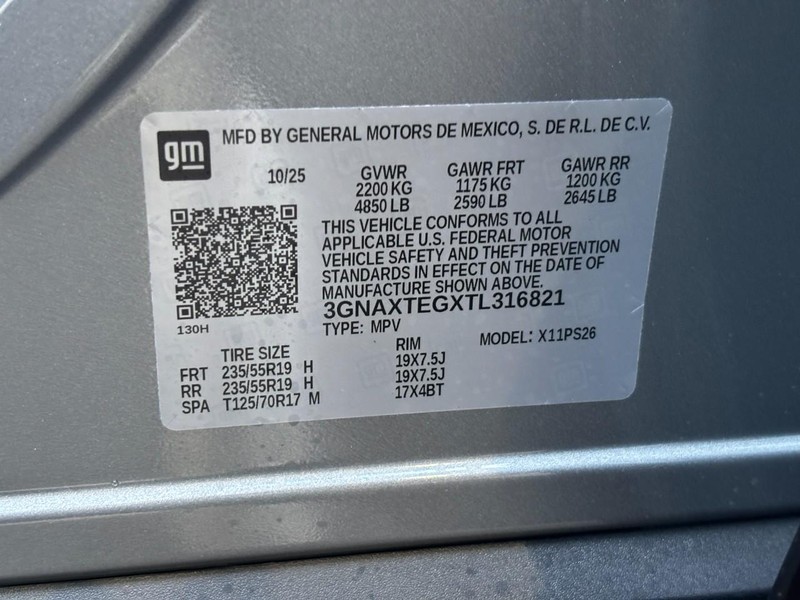 gm MFD BY GENERAL MOTORS DE MEXICO, S. DE R.L. DE C.V.
10/25 GVWR GAWR FRT GAWR RR
2200 KG 1175 KG 1200 KG
4850 LB 2590 LB 2645 LB
THIS VEHICLE CONFORMS TO ALL
APPLICABLE U.S. FEDERAL MOTOR
VEHICLE SAFETY AND THEFT PREVENTION
STANDARDS IN EFFECT ON THE DATE OF
MANUFACTURE SHOWN ABOVE.
3GNAXTEGXTL316821
130H
TYPE: MPV MODEL: X11PS26
TIRE SIZE RIM
FRT 235/55R19 H 19X7.5J
RR 235/55R19 H 19X7.5J
SPA T125/70R17 M 17X4BT